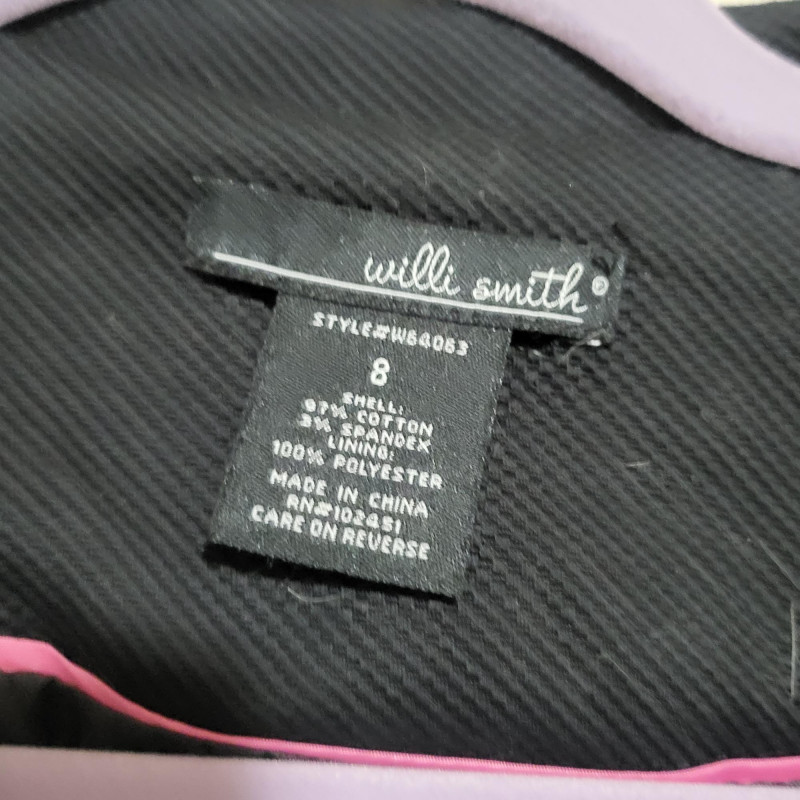 willi smith®
STYLE#W64063
8
SHELL:
97% COTTON
3% SPANDEX
LINING:
100% POLYESTER
MADE IN CHINA
RN#102451
CARE ON REVERSE